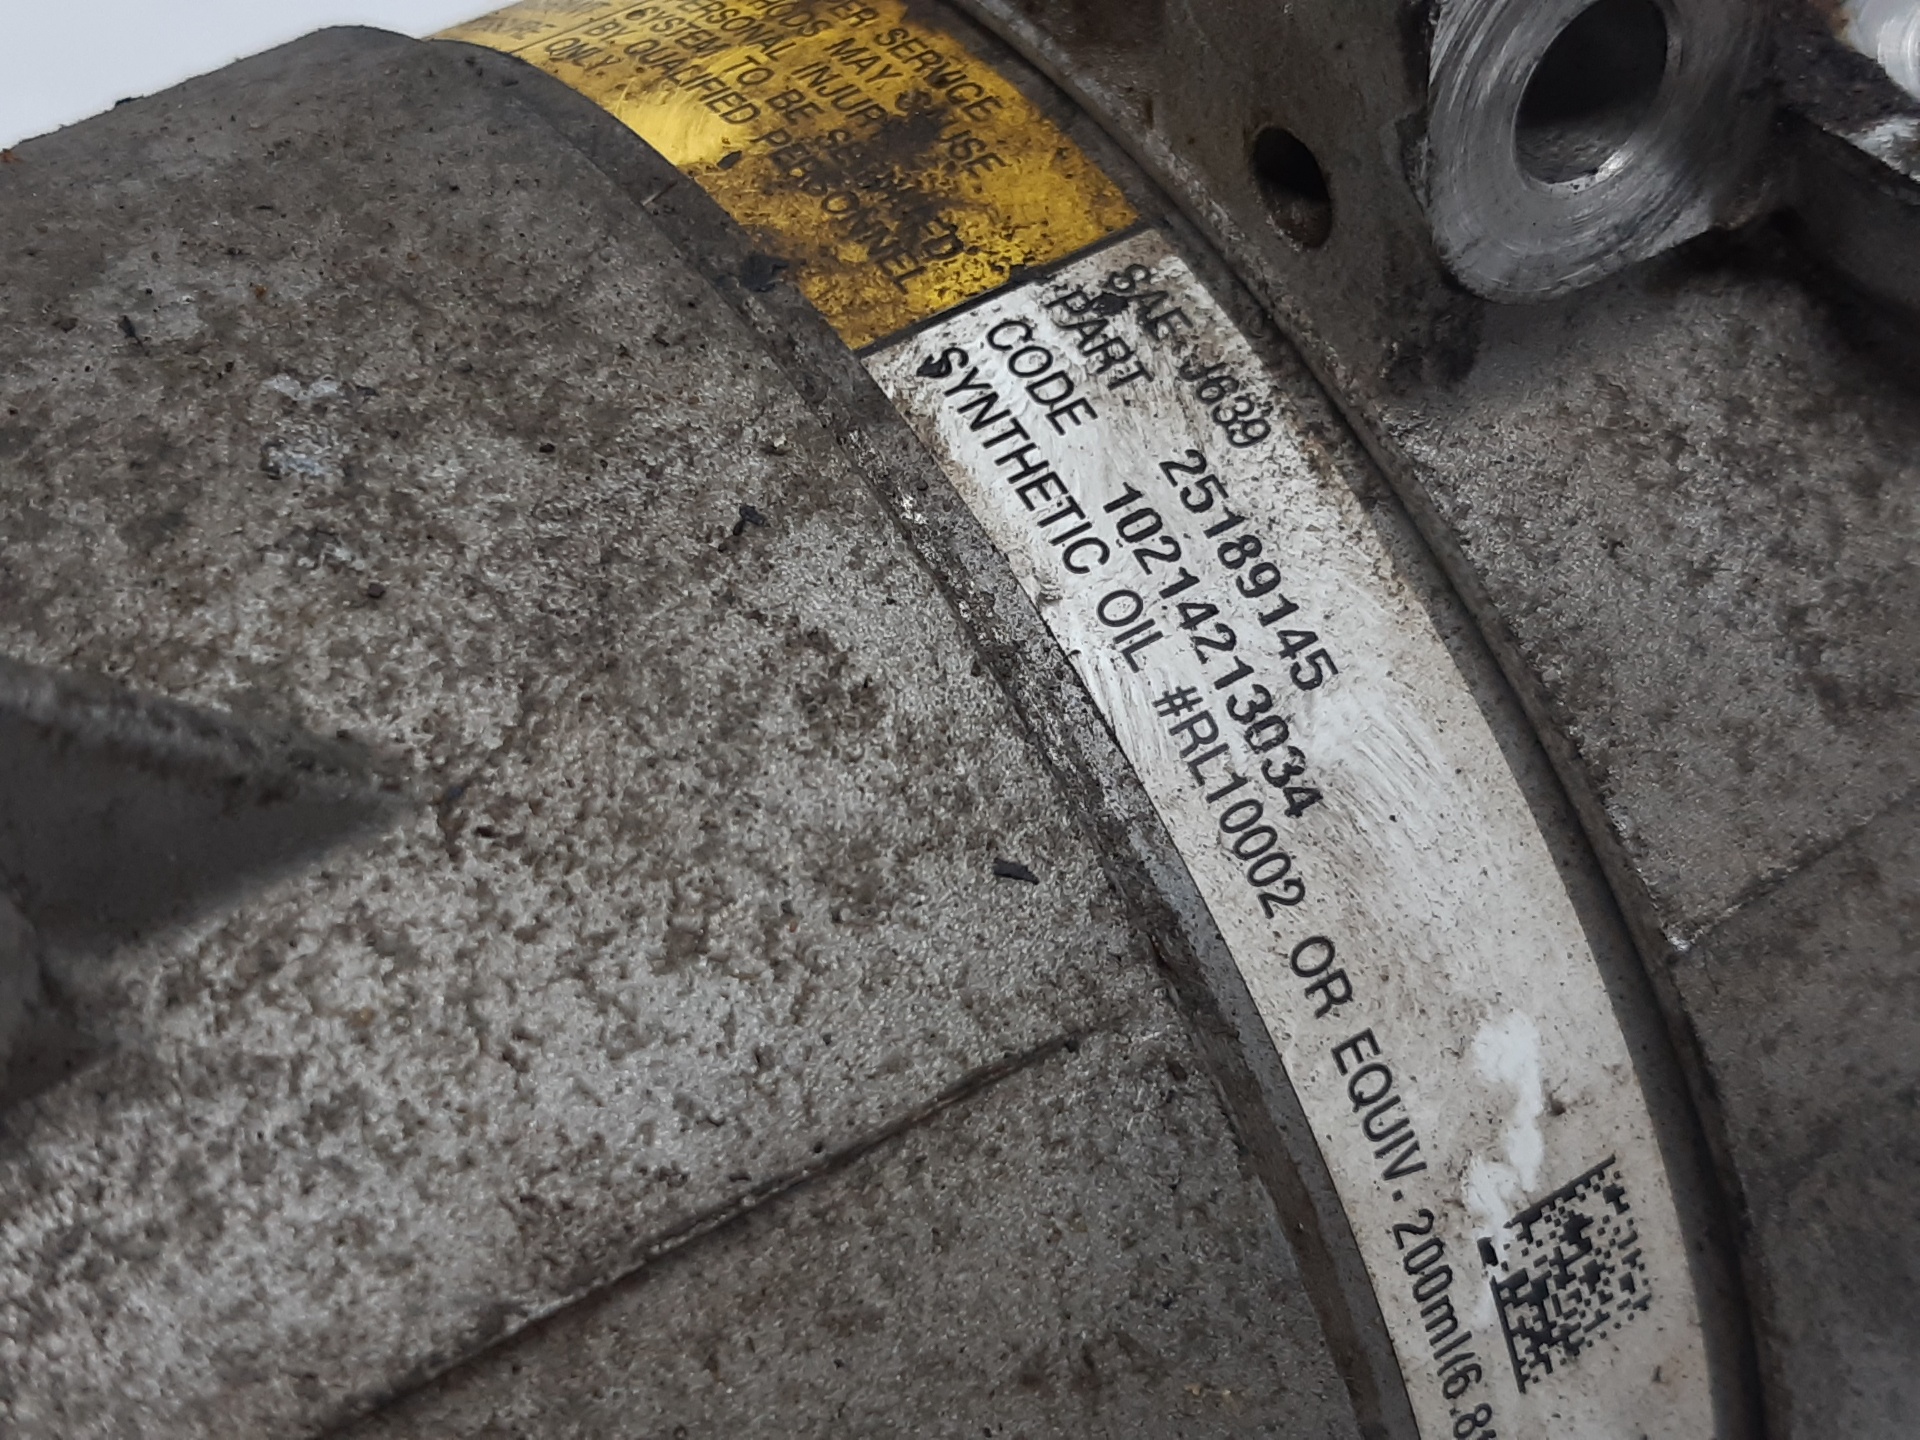 SERVICE
MAY
PERSONAL INJURY.
SYSTEM TO BE SERVICED
BY QUALIFIED PERSONNEL
ONLY.
SAE J639
PART 25189145
CODE 10214213034
SYNTHETIC OIL #RL10002 OR EQUIV. 200ml(6.8